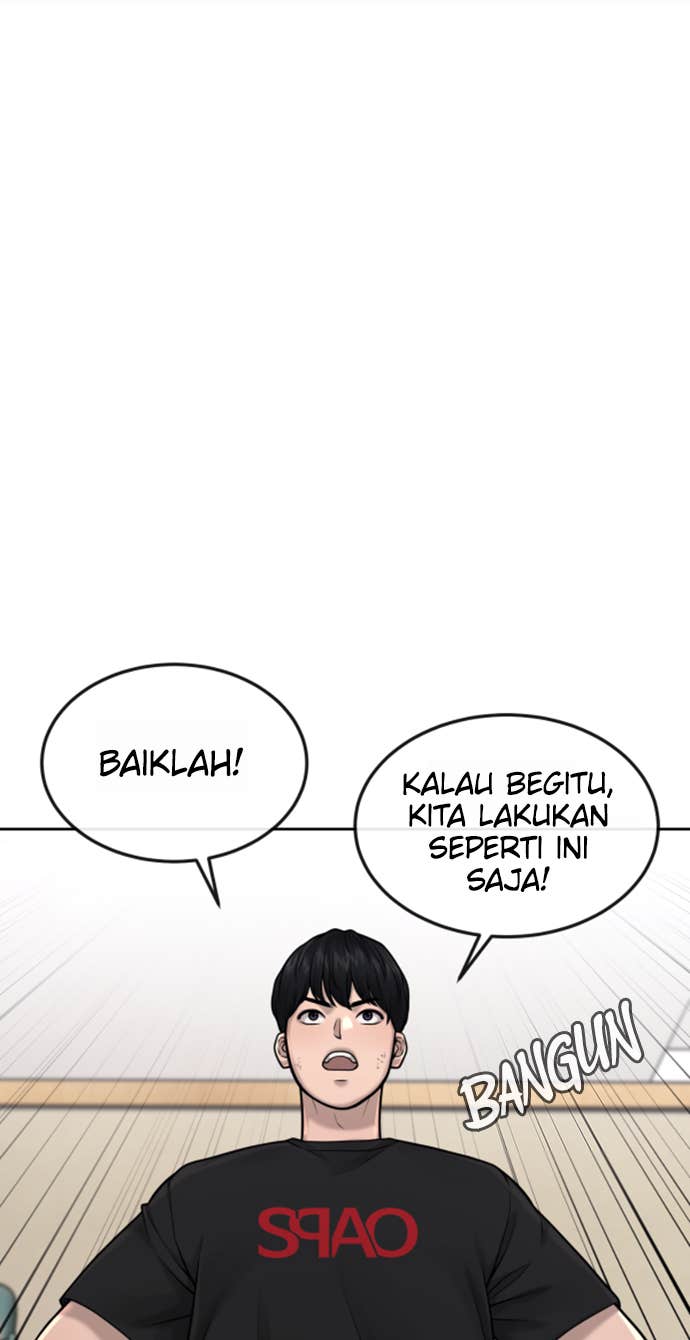 BAIKLAH!
KALAU BEGITU,
KITA LAKUKAN
SEPERTI INI
SAJA!
BANGUN
SPAO